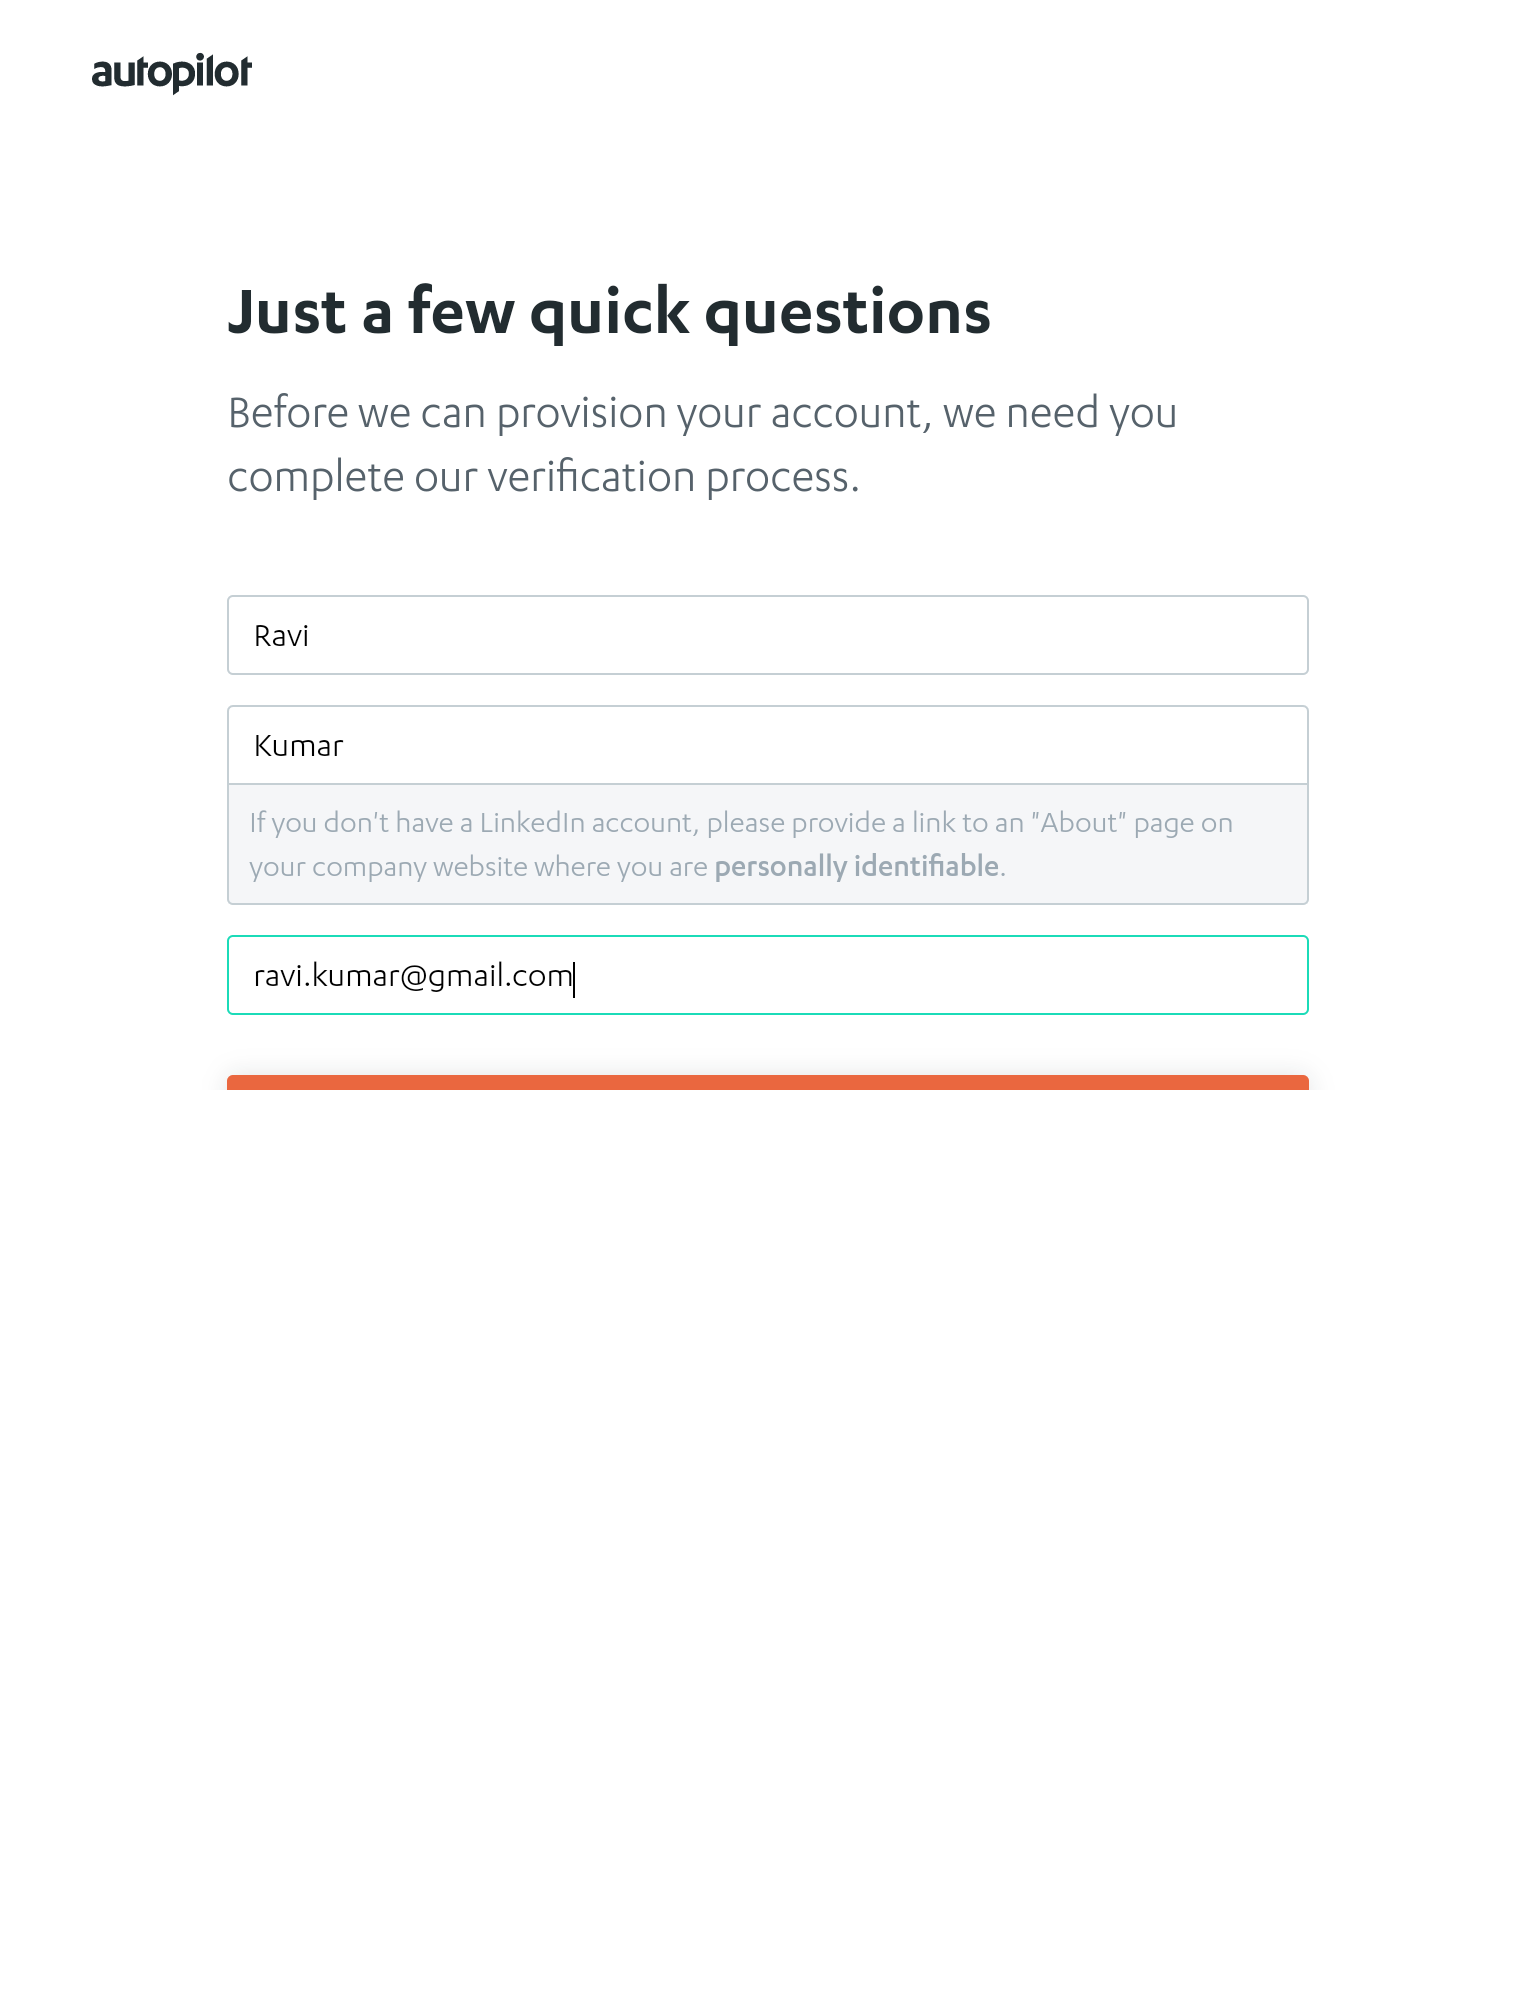 autopilot
Just a few quick questions
Before we can provision your account, we need you
complete our verification process.
Ravi
Kumar
If you don't have a LinkedIn account, please provide a link to an "About" page on
your company website where you are personally identifiable.
ravi.kumar@gmail.com